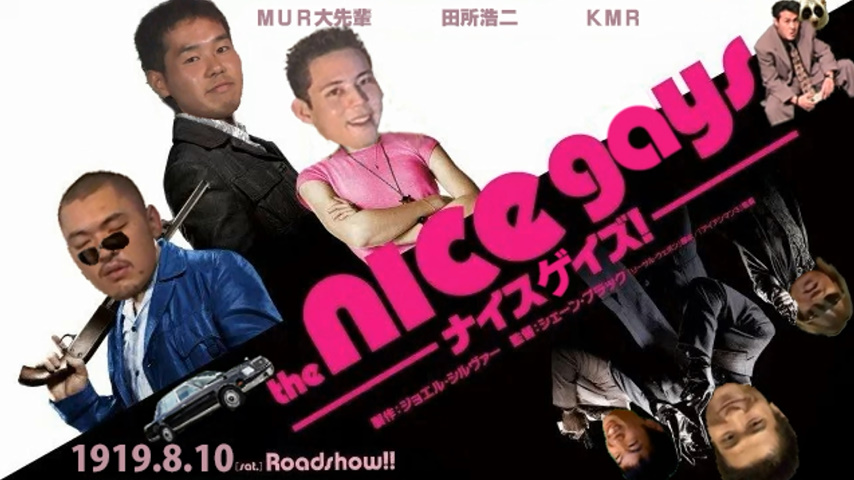 MUR大先輩
田所浩二
KMR
the nice gays
ナイスゲイズ!
製作:ジョエル・シルヴァー 監督:シェーン・ブラック
1919.8.10 [sat.] Roadshow!!